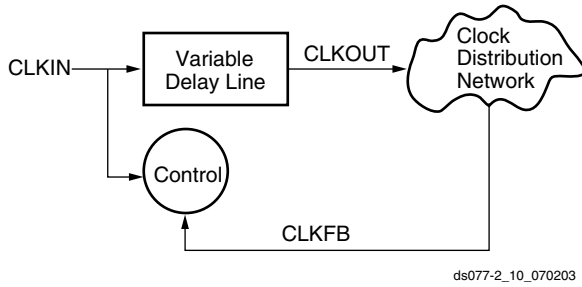 CLKIN
Variable
Delay Line
CLKOUT
Clock
Distribution
Network
Control
CLKFB
ds077-2_10_070203